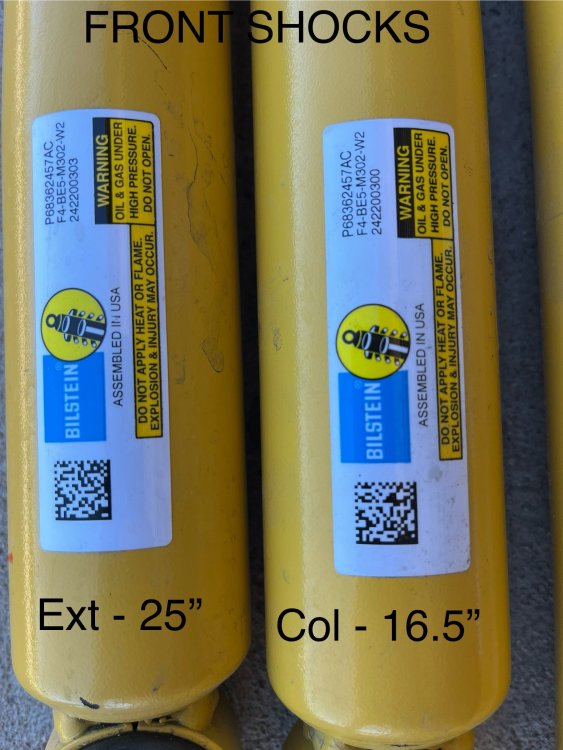 FRONT SHOCKS
P68362457AC
F4-BE5-M302-W2
242200303
WARNING
OIL & GAS UNDER
HIGH PRESSURE.
DO NOT OPEN.
DO NOT APPLY HEAT OR FLAME.
EXPLOSION & INJURY MAY OCCUR.
BILSTEIN®
ASSEMBLED IN USA
Ext - 25”
P68362457AC
F4-BE5-M302-W2
242200300
WARNING
OIL & GAS UNDER
HIGH PRESSURE.
DO NOT OPEN.
DO NOT APPLY HEAT OR FLAME.
EXPLOSION & INJURY MAY OCCUR.
BILSTEIN®
ASSEMBLED IN USA
Col - 16.5”